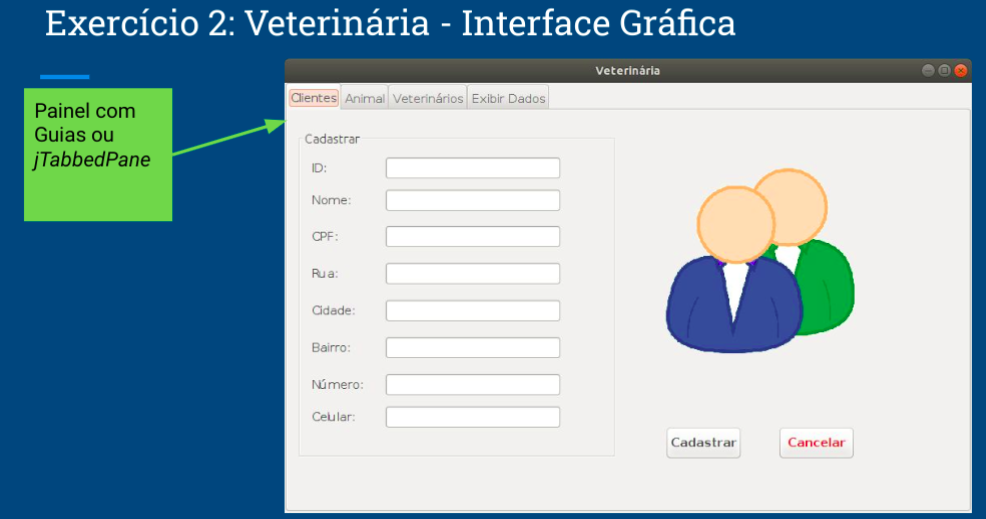 Exercício 2: Veterinária - Interface Gráfica
Painel com
Guias ou
jTabbedPane
Veterinária
Clientes Animal Veterinários Exibir Dados
Cadastrar
ID:
Nome:
CPF:
Rua:
Cidade:
Bairro:
Número:
Celular:
Cadastrar Cancelar